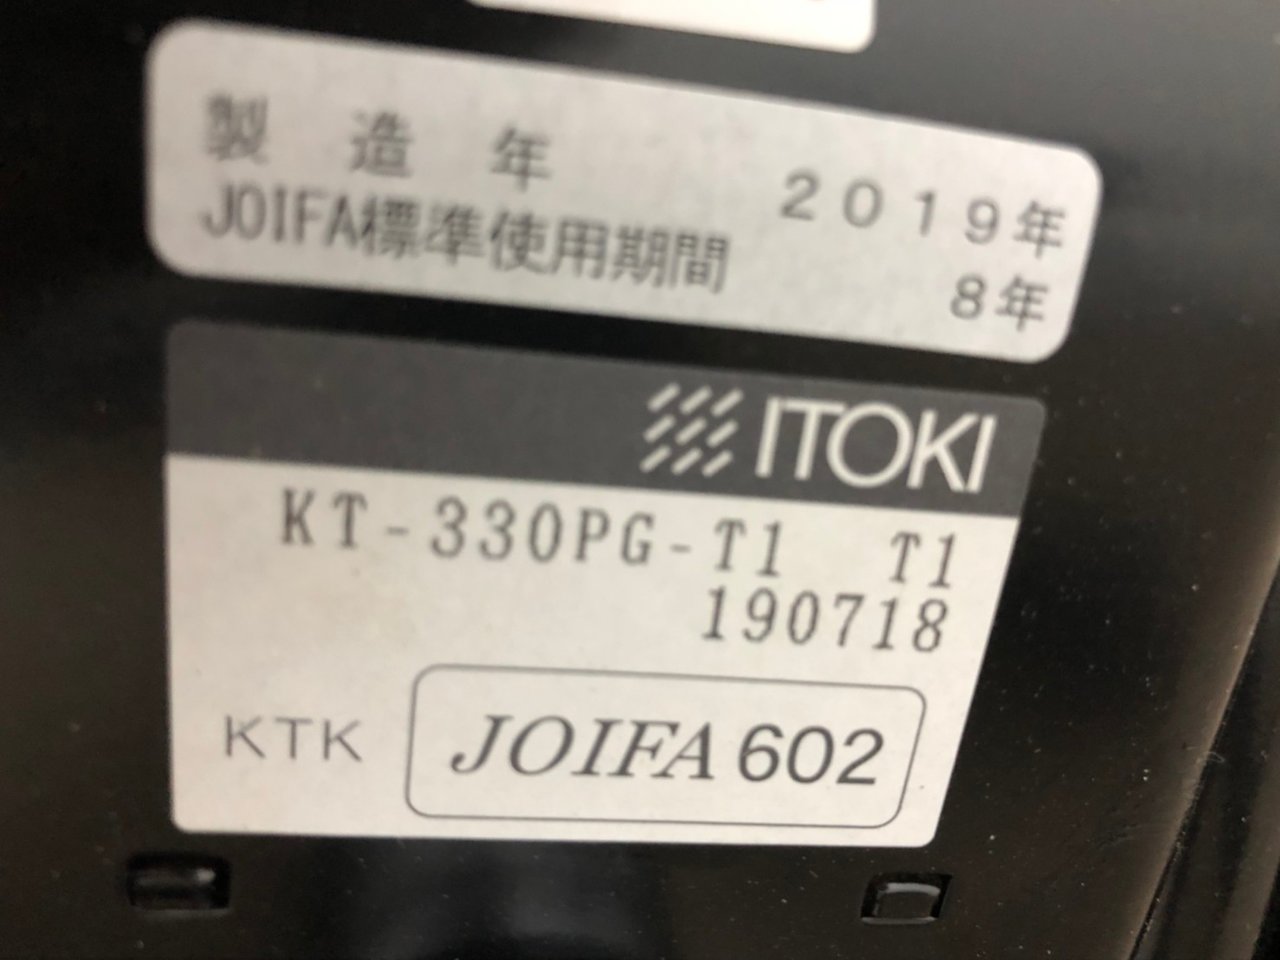 製造年 2019年
JOIFA標準使用期間 8年
ITOKI
KT-330PG-T1 T1
190718
KTK JOIFA 602